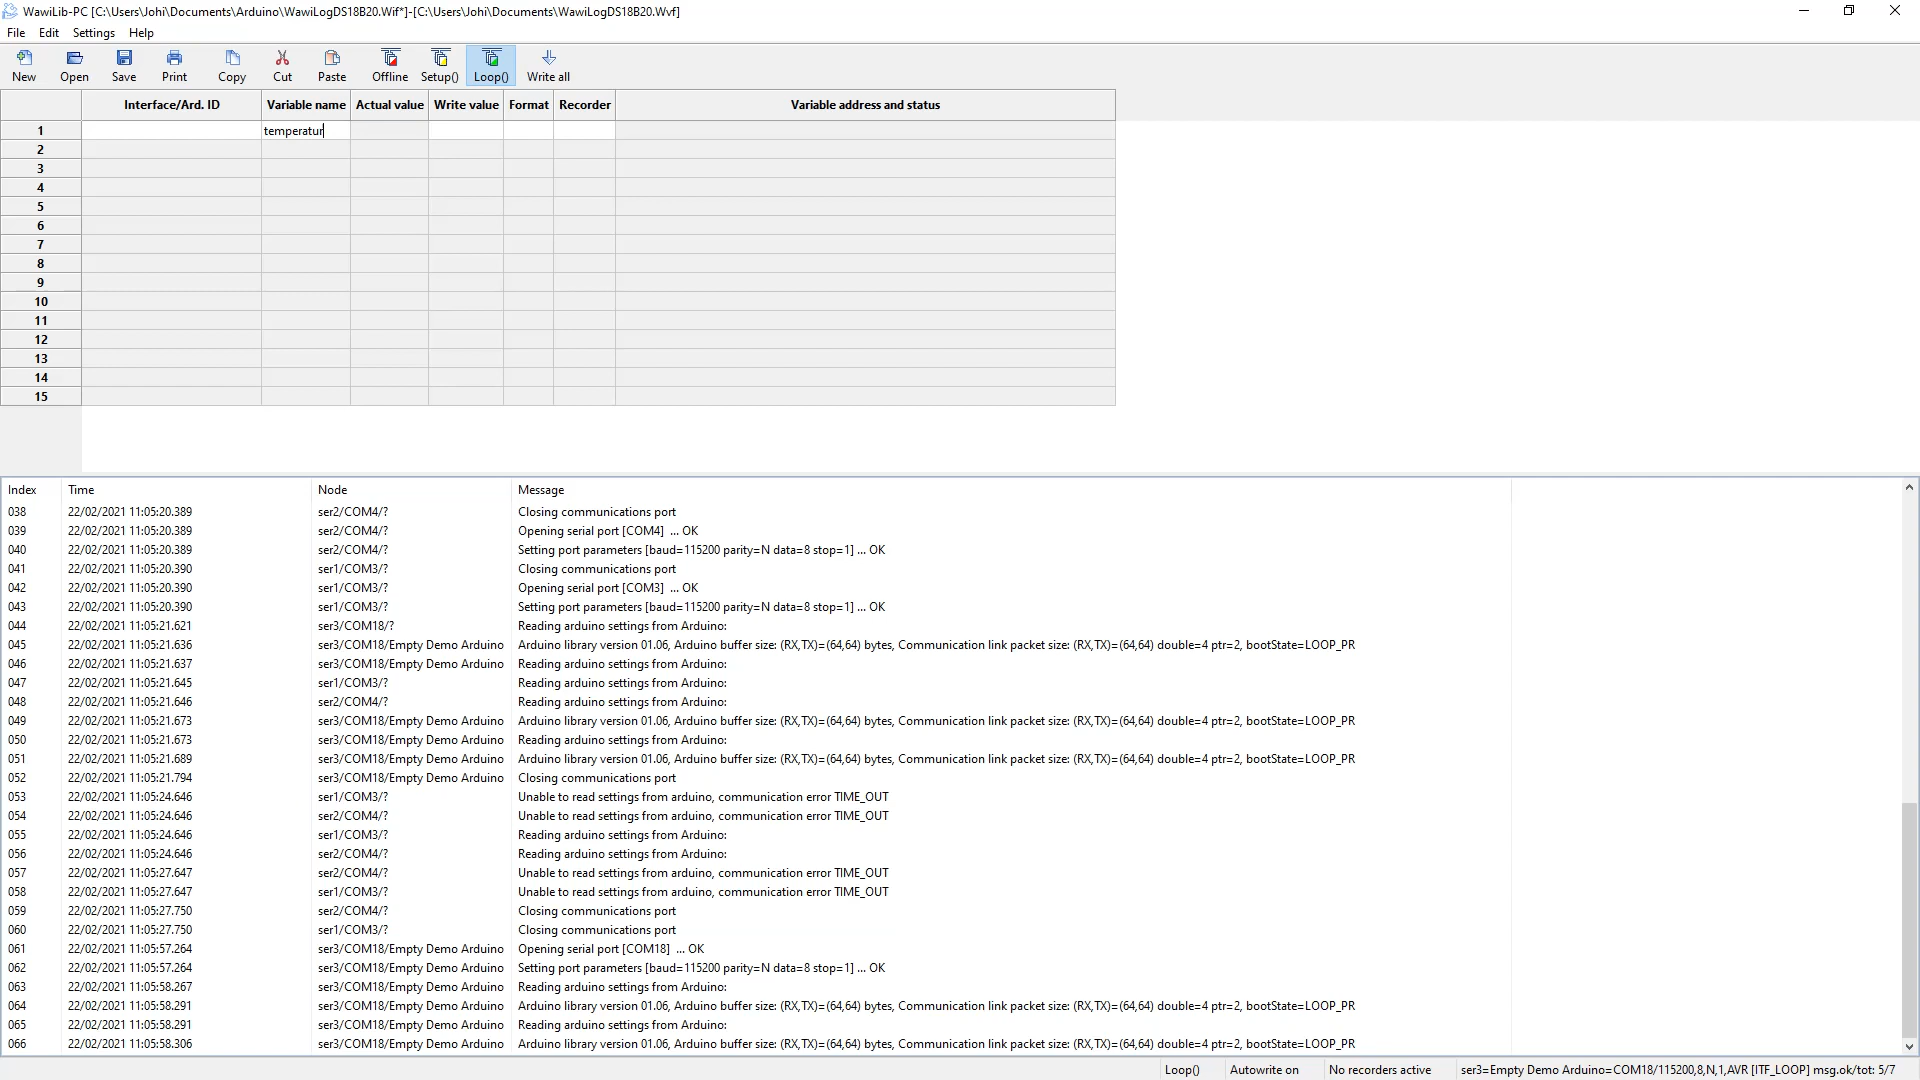 WawiLib-PC [C:\Users\Johi\Documents\Arduino\WawiLogDS18B20.Wif*]-[C:\Users\Johi\Documents\WawiLogDS18B20.Wvf]
File Edit Settings Help
New Open Save Print Copy Cut Paste Offline Setup() Loop() Write all
Interface/Ard. ID Variable name Actual value Write value Format Recorder Variable address and status
1 temperatur
2
3
4
5
6
7
8
9
10
11
12
13
14
15
Index Time Node Message
038 22/02/2021 11:05:20.389 ser2/COM4/? Closing communications port
039 22/02/2021 11:05:20.389 ser2/COM4/? Opening serial port [COM4] ... OK
040 22/02/2021 11:05:20.389 ser2/COM4/? Setting port parameters [baud=115200 parity=N data=8 stop=1] ... OK
041 22/02/2021 11:05:20.390 ser1/COM3/? Closing communications port
042 22/02/2021 11:05:20.390 ser1/COM3/? Opening serial port [COM3] ... OK
043 22/02/2021 11:05:20.390 ser1/COM3/? Setting port parameters [baud=115200 parity=N data=8 stop=1] ... OK
044 22/02/2021 11:05:21.621 ser3/COM18/? Reading arduino settings from Arduino:
045 22/02/2021 11:05:21.636 ser3/COM18/Empty Demo Arduino Arduino library version 01.06, Arduino buffer size: (RX,TX)=(64,64) bytes, Communication link packet size: (RX,TX)=(64,64) double=4 ptr=2, bootState=LOOP_PR
046 22/02/2021 11:05:21.637 ser3/COM18/Empty Demo Arduino Reading arduino settings from Arduino:
047 22/02/2021 11:05:21.645 ser1/COM3/? Reading arduino settings from Arduino:
048 22/02/2021 11:05:21.646 ser2/COM4/? Reading arduino settings from Arduino:
049 22/02/2021 11:05:21.673 ser3/COM18/Empty Demo Arduino Arduino library version 01.06, Arduino buffer size: (RX,TX)=(64,64) bytes, Communication link packet size: (RX,TX)=(64,64) double=4 ptr=2, bootState=LOOP_PR
050 22/02/2021 11:05:21.673 ser3/COM18/Empty Demo Arduino Reading arduino settings from Arduino:
051 22/02/2021 11:05:21.689 ser3/COM18/Empty Demo Arduino Arduino library version 01.06, Arduino buffer size: (RX,TX)=(64,64) bytes, Communication link packet size: (RX,TX)=(64,64) double=4 ptr=2, bootState=LOOP_PR
052 22/02/2021 11:05:21.794 ser3/COM18/Empty Demo Arduino Closing communications port
053 22/02/2021 11:05:24.646 ser1/COM3/? Unable to read settings from arduino, communication error TIME_OUT
054 22/02/2021 11:05:24.646 ser2/COM4/? Unable to read settings from arduino, communication error TIME_OUT
055 22/02/2021 11:05:24.646 ser1/COM3/? Reading arduino settings from Arduino:
056 22/02/2021 11:05:24.646 ser2/COM4/? Reading arduino settings from Arduino:
057 22/02/2021 11:05:27.647 ser2/COM4/? Unable to read settings from arduino, communication error TIME_OUT
058 22/02/2021 11:05:27.647 ser1/COM3/? Unable to read settings from arduino, communication error TIME_OUT
059 22/02/2021 11:05:27.750 ser2/COM4/? Closing communications port
060 22/02/2021 11:05:27.750 ser1/COM3/? Closing communications port
061 22/02/2021 11:05:57.264 ser3/COM18/Empty Demo Arduino Opening serial port [COM18] ... OK
062 22/02/2021 11:05:57.264 ser3/COM18/Empty Demo Arduino Setting port parameters [baud=115200 parity=N data=8 stop=1] ... OK
063 22/02/2021 11:05:58.267 ser3/COM18/Empty Demo Arduino Reading arduino settings from Arduino:
064 22/02/2021 11:05:58.291 ser3/COM18/Empty Demo Arduino Arduino library version 01.06, Arduino buffer size: (RX,TX)=(64,64) bytes, Communication link packet size: (RX,TX)=(64,64) double=4 ptr=2, bootState=LOOP_PR
065 22/02/2021 11:05:58.291 ser3/COM18/Empty Demo Arduino Reading arduino settings from Arduino:
066 22/02/2021 11:05:58.306 ser3/COM18/Empty Demo Arduino Arduino library version 01.06, Arduino buffer size: (RX,TX)=(64,64) bytes, Communication link packet size: (RX,TX)=(64,64) double=4 ptr=2, bootState=LOOP_PR
Loop() Autowrite on No recorders active ser3=Empty Demo Arduino=COM18/115200,8,N,1,AVR [ITF_LOOP] msg.ok/tot: 5/7